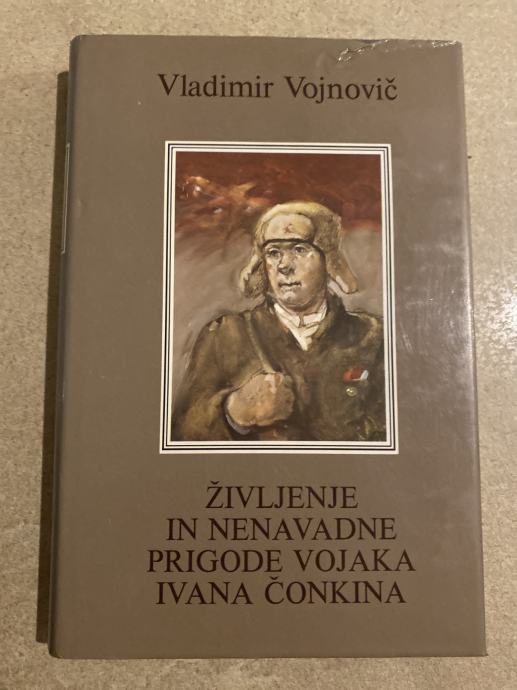 Vladimir Vojnovič
ŽIVLJENJE
IN NENAVADNE
PRIGODE VOJAKA
IVANA ČONKINA